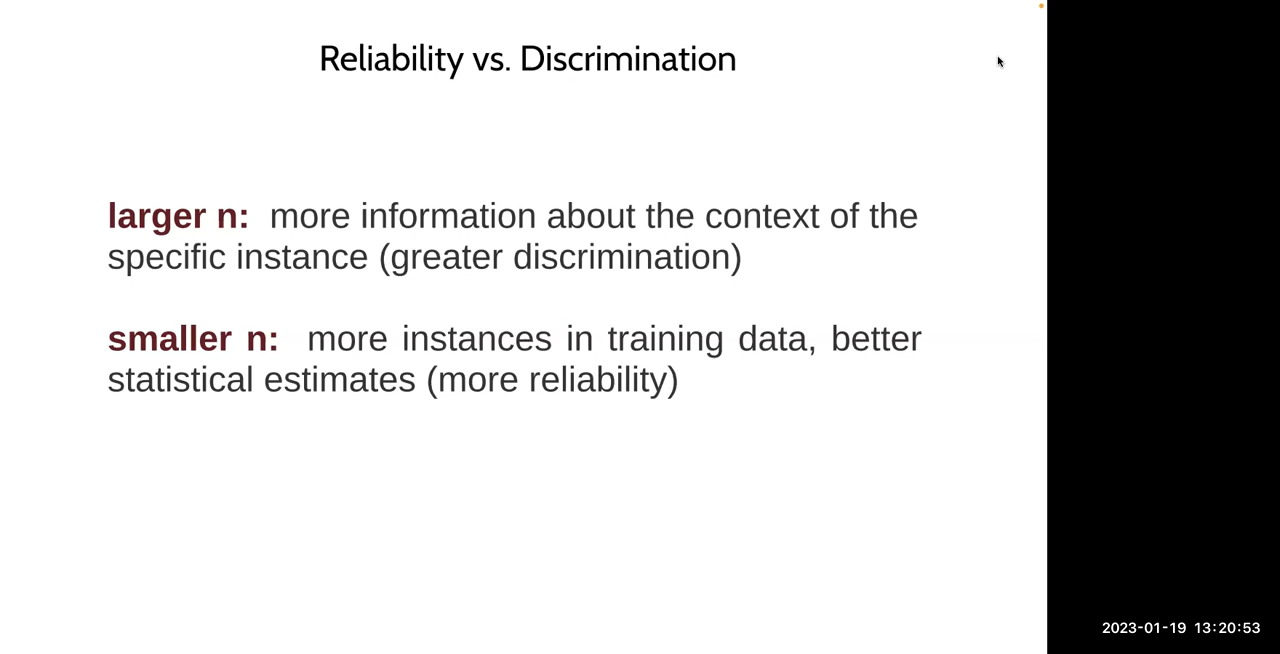 Reliability vs. Discrimination
larger n: more information about the context of the
specific instance (greater discrimination)
smaller n: more instances in training data, better
statistical estimates (more reliability)
2023-01-19 13:20:53